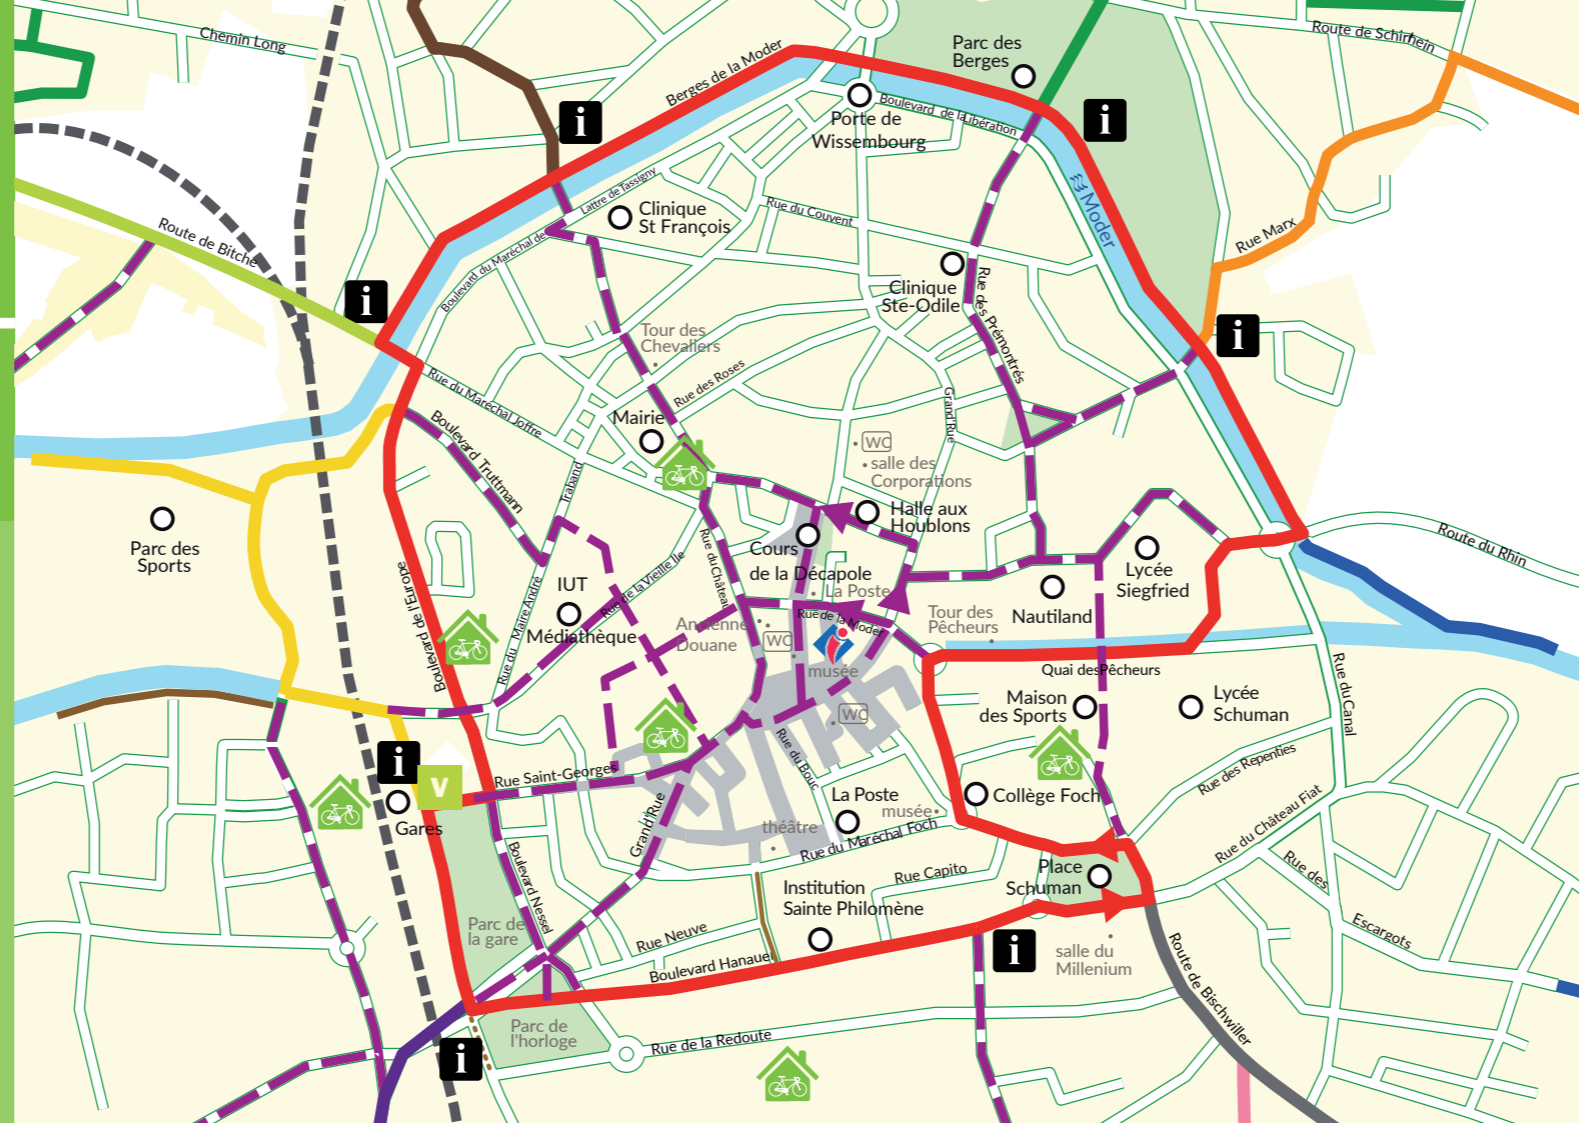 Chemin Long
Berges de la Moder
Parc des
Berges
Route de Schirrhein
i
i
Porte de
Wissembourg
Boulevard de la Libération
Moder
Lattre de Tassigny
Boulevard du Maréchal de
Clinique
St François
Rue du Couvent
Rue Marx
Route de Bitche
i
Clinique
Ste-Odile
Rue des Prémontrés
i
Tour des
Chevaliers
Rue des Roses
Rue du Maréchal Joffre
Mairie
Grand'Rue
Boulevard Truttmann
Traband
WC
salle des
Corporations
Parc des
Sports
Halle aux
Houblons
Cours
de la Décapole
La Poste
Route du Rhin
Lycée
Siegfried
Nautiland
Rue du Château
Rue de la Vieille Ile
IUT
Médiathèque
Boulevard de l'Europe
Rue du Maire André
Ancienne
Douane
WC
Rue de la Moder
Tour des
Pêcheurs
musée
Quai des Pêcheurs
Rue du Canal
Maison
des Sports
Lycée
Schuman
WC
Rue du Bouc
i
V
Gares
Rue Saint-Georges
Rue des Repenties
La Poste
musée
Collège Foch
Rue du Château Fiat
théâtre
Rue du Maréchal Foch
Grand'Rue
Boulevard Nessel
Place
Schuman
Rue Capito
Rue des
Escargots
Institution
Sainte Philomène
Parc de
la gare
Rue Neuve
Boulevard Hanauer
i
salle du
Millenium
Route de Bischwiller
Parc de
l'horloge
Rue de la Redoute
i